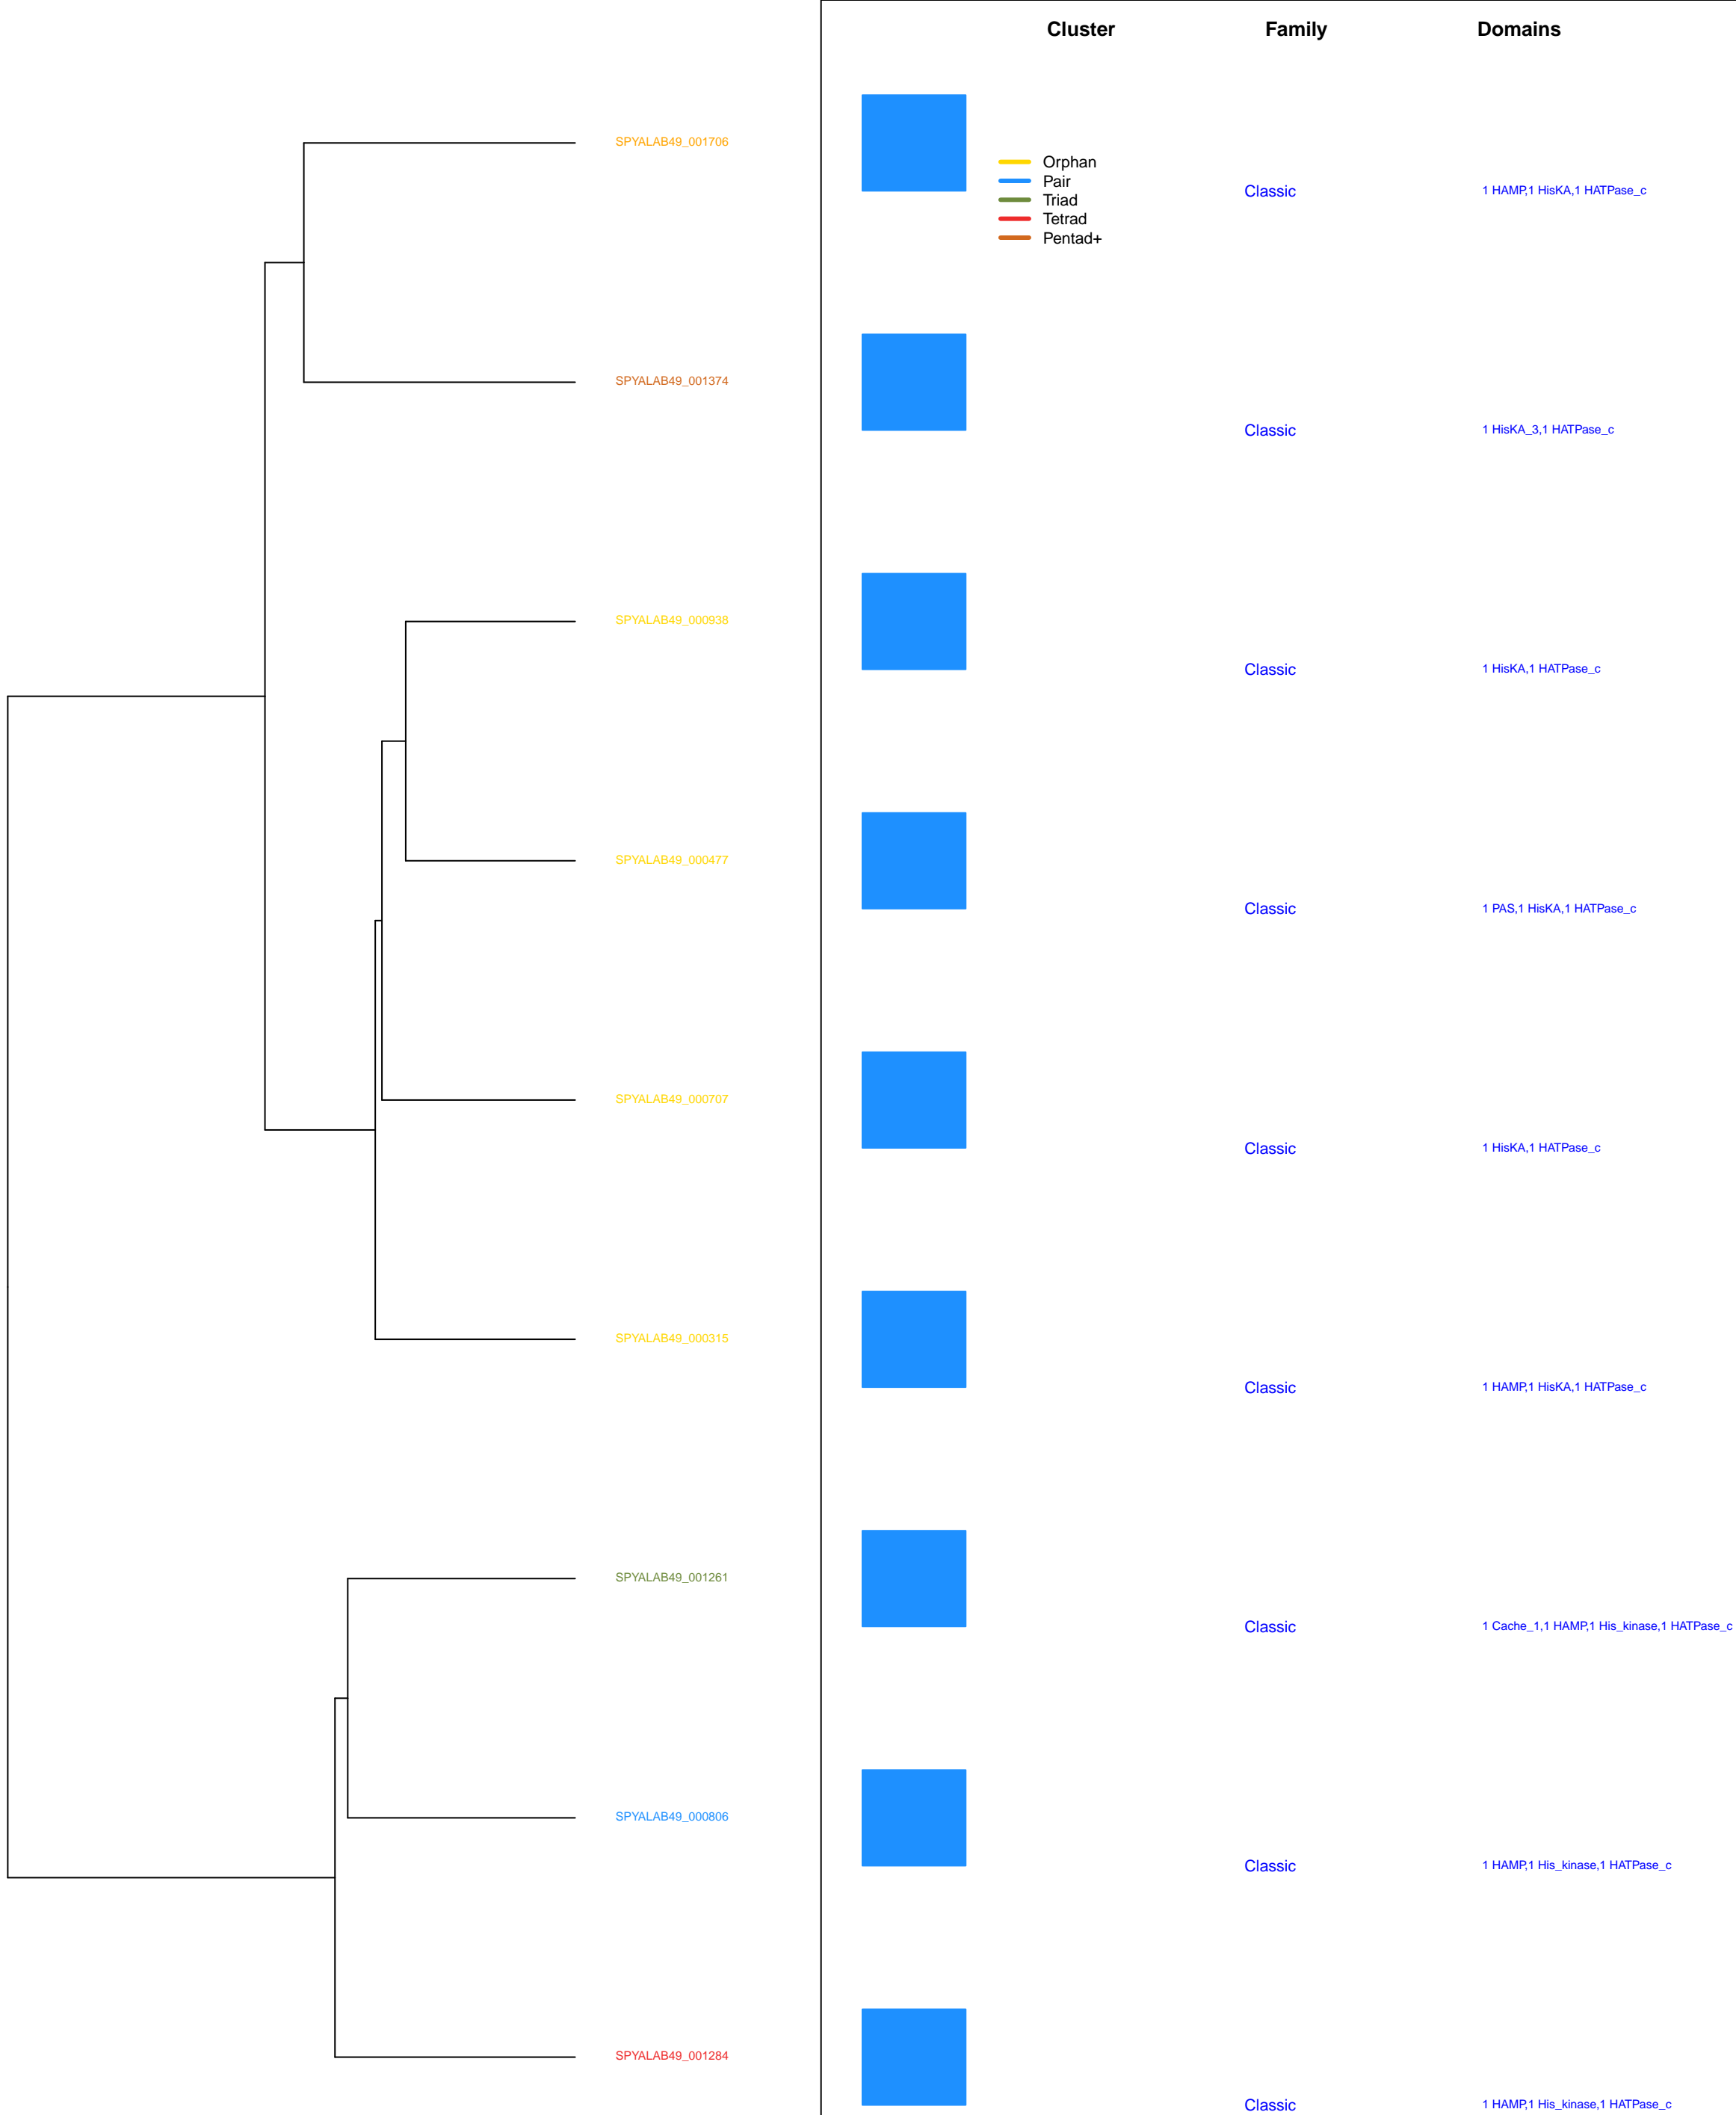 Cluster Family Domains
SPYALAB49_001706
Orphan
Pair
Triad
Tetrad
Pentad+
Classic 1 HAMP,1 HisKA,1 HATPase_c
SPYALAB49_001374
Classic 1 HisKA_3,1 HATPase_c
SPYALAB49_000938
Classic 1 HisKA,1 HATPase_c
SPYALAB49_000477
Classic 1 PAS,1 HisKA,1 HATPase_c
SPYALAB49_000707
Classic 1 HisKA,1 HATPase_c
SPYALAB49_000315
Classic 1 HAMP,1 HisKA,1 HATPase_c
SPYALAB49_001261
Classic 1 Cache_1,1 HAMP,1 His_kinase,1 HATPase_c
SPYALAB49_000806
Classic 1 HAMP,1 His_kinase,1 HATPase_c
SPYALAB49_001284
Classic 1 HAMP,1 His_kinase,1 HATPase_c